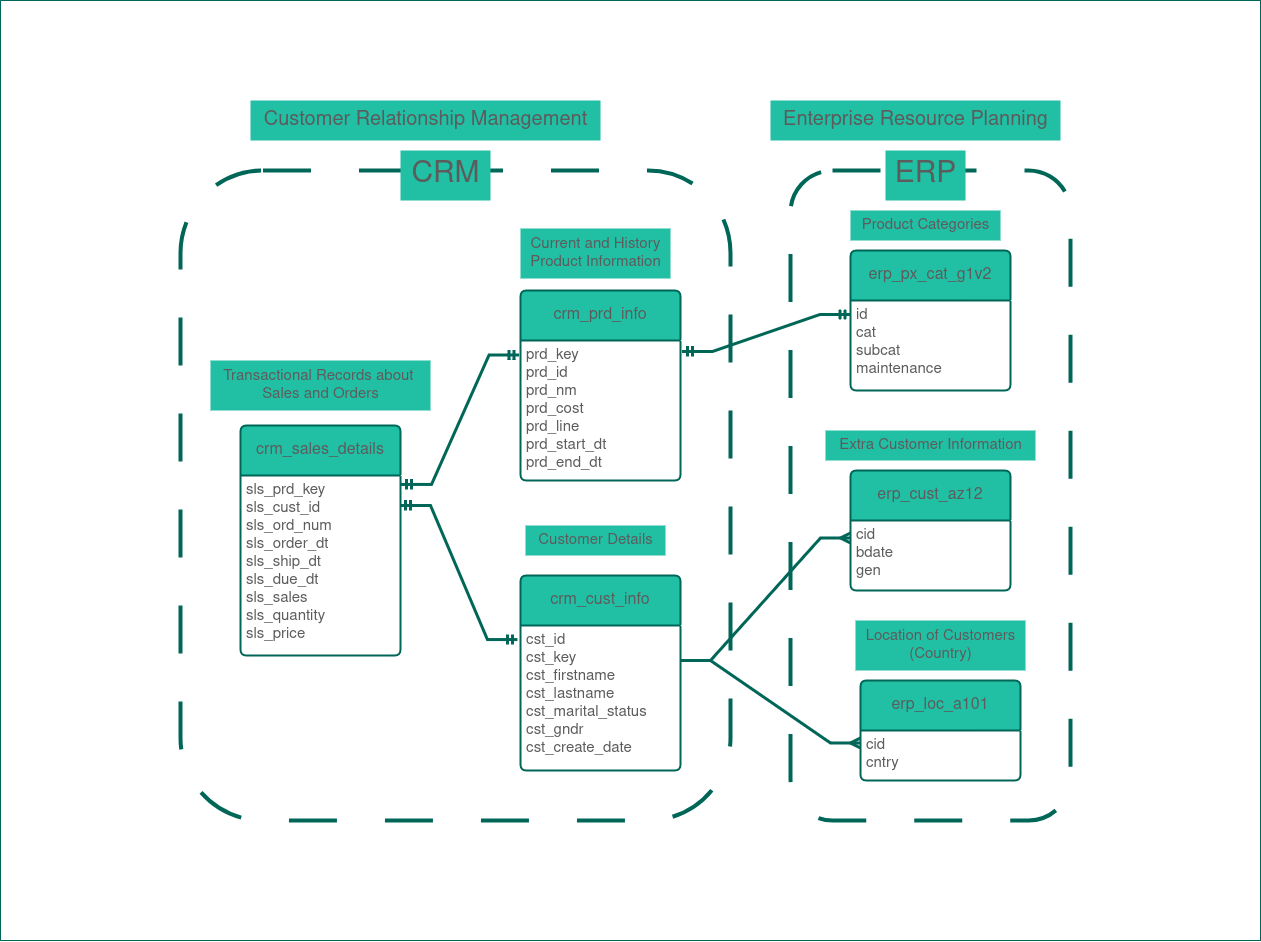 Customer Relationship Management
CRM
Current and History
Product Information
crm_prd_info
prd_key
prd_id
prd_nm
prd_cost
prd_line
prd_start_dt
prd_end_dt
Transactional Records about
Sales and Orders
crm_sales_details
sls_prd_key
sls_cust_id
sls_ord_num
sls_order_dt
sls_ship_dt
sls_due_dt
sls_sales
sls_quantity
sls_price
Customer Details
crm_cust_info
cst_id
cst_key
cst_firstname
cst_lastname
cst_marital_status
cst_gndr
cst_create_date
Enterprise Resource Planning
ERP
Product Categories
erp_px_cat_g1v2
id
cat
subcat
maintenance
Extra Customer Information
erp_cust_az12
cid
bdate
gen
Location of Customers
(Country)
erp_loc_a101
cid
cntry